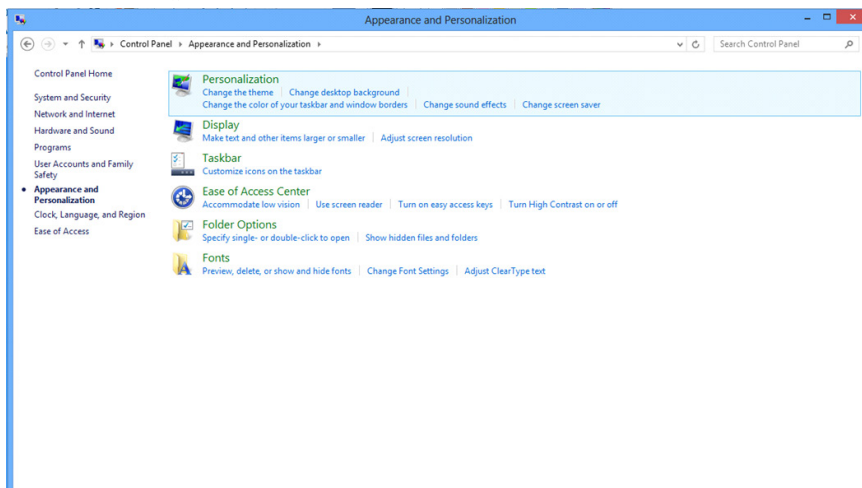 Appearance and Personalization
Control Panel Appearance and Personalization
Search Control Panel
Control Panel Home
System and Security
Network and Internet
Hardware and Sound
Programs
User Accounts and Family
Safety
Appearance and
Personalization
Clock, Language, and Region
Ease of Access
Personalization
Change the theme Change desktop background
Change the color of your taskbar and window borders Change sound effects Change screen saver
Display
Make text and other items larger or smaller Adjust screen resolution
Taskbar
Customize icons on the taskbar
Ease of Access Center
Accommodate low vision Use screen reader Turn on easy access keys Turn High Contrast on or off
Folder Options
Specify single- or double-click to open Show hidden files and folders
Fonts
Preview, delete, or show and hide fonts Change Font Settings Adjust ClearType text